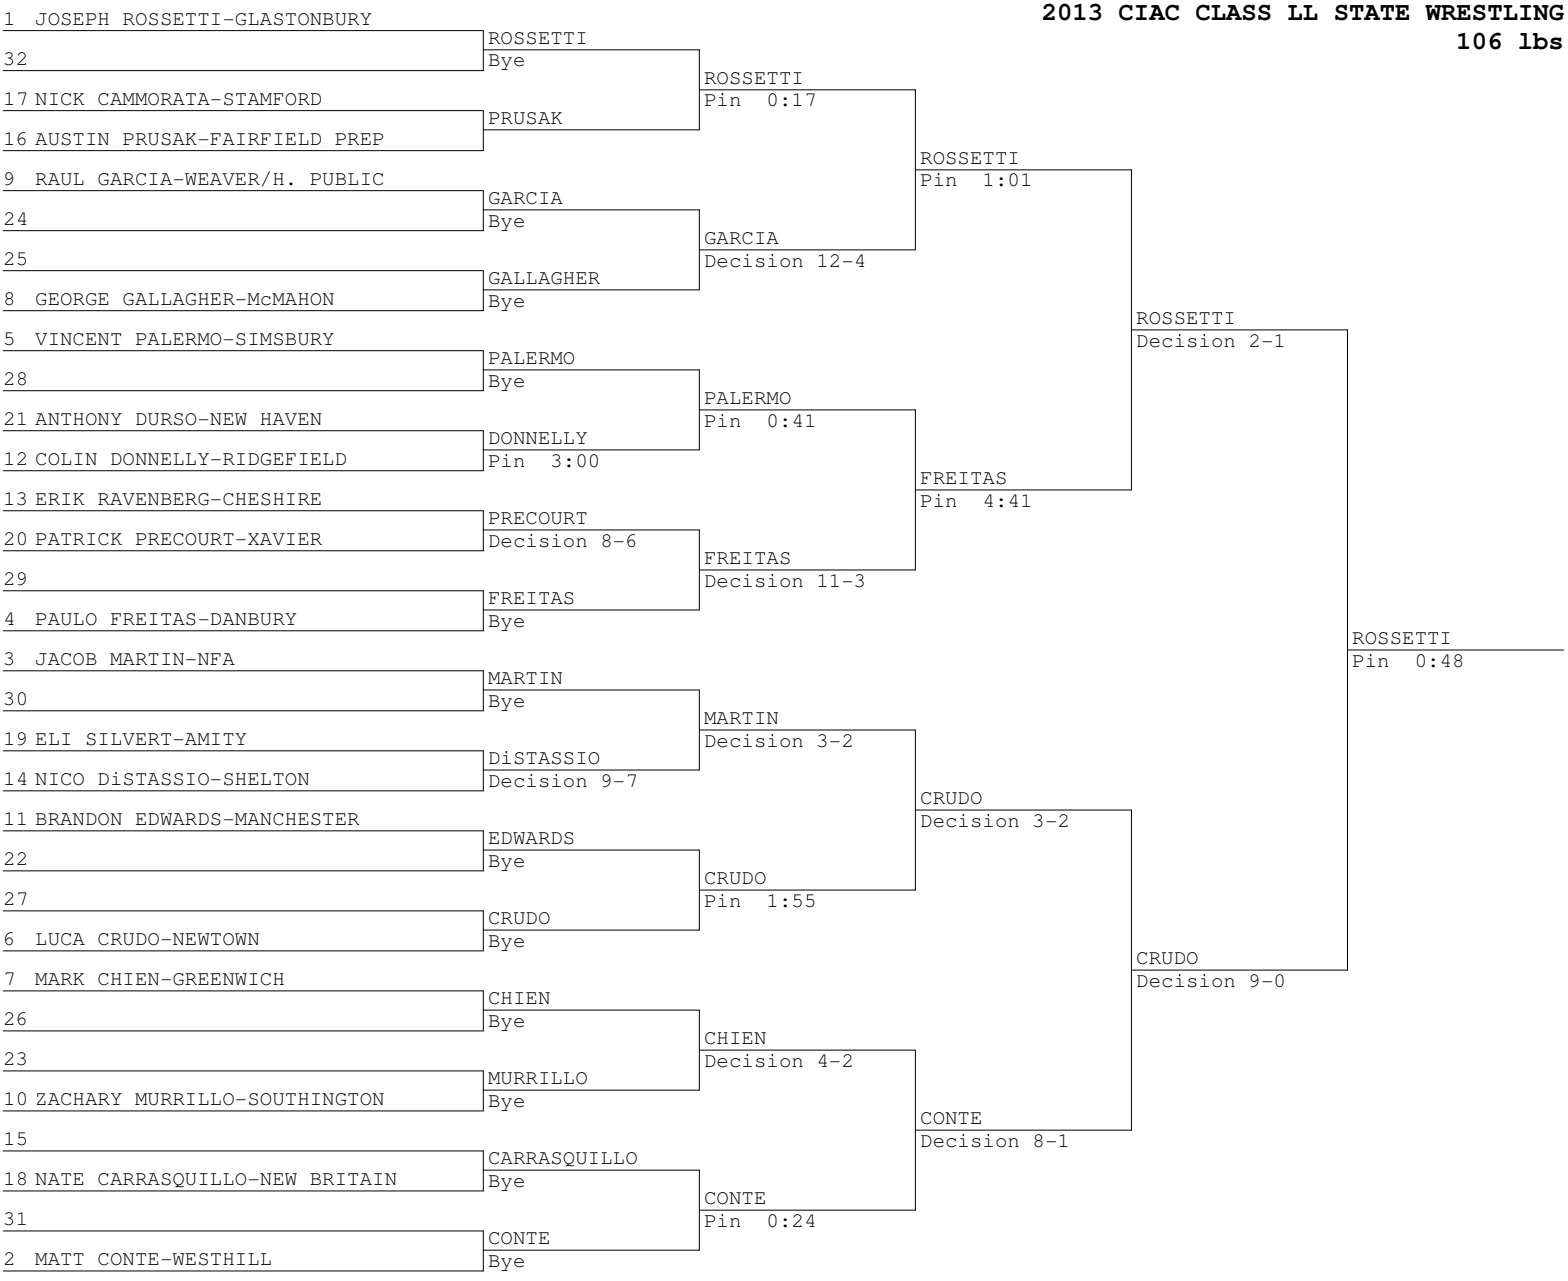 2013 CIAC CLASS LL STATE WRESTLING
106 lbs
1 JOSEPH ROSSETTI-GLASTONBURY
32
17 NICK CAMMORATA-STAMFORD
16 AUSTIN PRUSAK-FAIRFIELD PREP
9 RAUL GARCIA-WEAVER/H. PUBLIC
24
25
8 GEORGE GALLAGHER-McMAHON
5 VINCENT PALERMO-SIMSBURY
28
21 ANTHONY DURSO-NEW HAVEN
12 COLIN DONNELLY-RIDGEFIELD
13 ERIK RAVENBERG-CHESHIRE
20 PATRICK PRECOURT-XAVIER
29
4 PAULO FREITAS-DANBURY
3 JACOB MARTIN-NFA
30
19 ELI SILVERT-AMITY
14 NICO DiSTASSIO-SHELTON
11 BRANDON EDWARDS-MANCHESTER
22
27
6 LUCA CRUDO-NEWTOWN
7 MARK CHIEN-GREENWICH
26
23
10 ZACHARY MURRILLO-SOUTHINGTON
15
18 NATE CARRASQUILLO-NEW BRITAIN
31
2 MATT CONTE-WESTHILL
ROSSETTI
Bye
PRUSAK
GARCIA
Bye
GALLAGHER
Bye
PALERMO
Bye
DONNELLY
Pin 3:00
PRECOURT
Decision 8-6
FREITAS
Bye
MARTIN
Bye
DiSTASSIO
Decision 9-7
EDWARDS
Bye
CRUDO
Bye
CHIEN
Bye
MURRILLO
Bye
CARRASQUILLO
Bye
CONTE
Bye
ROSSETTI
Pin 0:17
GARCIA
Decision 12-4
PALERMO
Pin 0:41
FREITAS
Decision 11-3
MARTIN
Decision 3-2
CRUDO
Pin 1:55
CHIEN
Decision 4-2
CONTE
Pin 0:24
ROSSETTI
Pin 1:01
FREITAS
Pin 4:41
CRUDO
Decision 3-2
CONTE
Decision 8-1
ROSSETTI
Decision 2-1
CRUDO
Decision 9-0
ROSSETTI
Pin 0:48